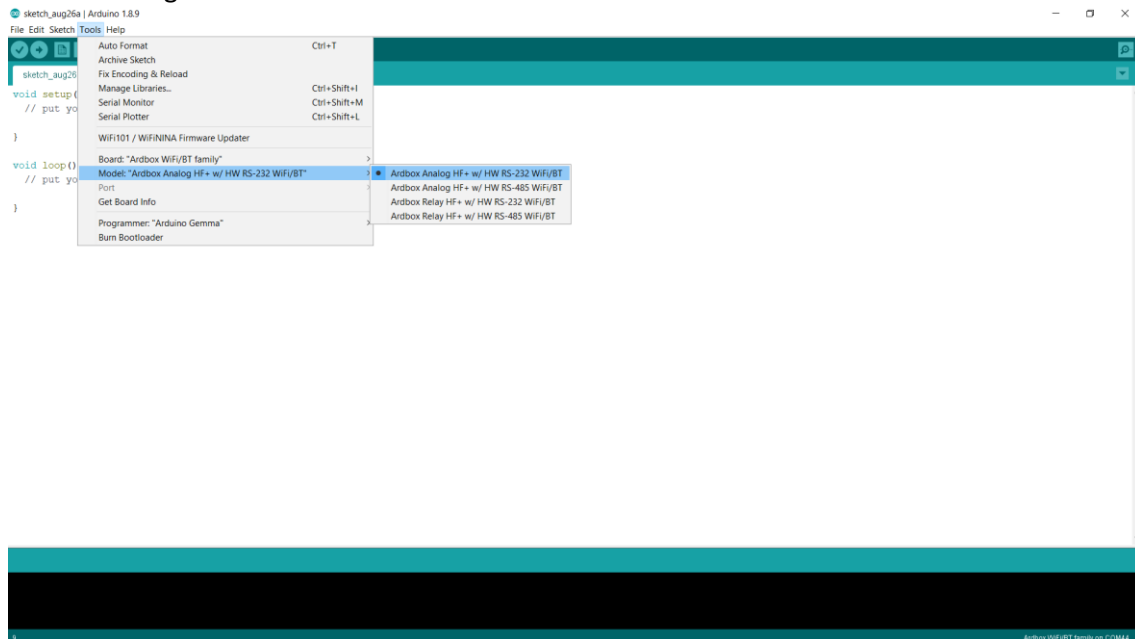 sketch_aug26a | Arduino 1.8.9
File Edit Sketch Tools Help
sketch_aug26
Auto Format Ctrl+T
Archive Sketch
Fix Encoding & Reload
Manage Libraries... Ctrl+Shift+I
Serial Monitor Ctrl+Shift+M
Serial Plotter Ctrl+Shift+L
WiFi101 / WiFiNINA Firmware Updater
Board: "Ardbox WiFi/BT family"
Model: "Ardbox Analog HF+ w/ HW RS-232 WiFi/BT"
Port
Get Board Info
Programmer: "Arduino Gemma"
Burn Bootloader
Ardbox Analog HF+ w/ HW RS-232 WiFi/BT
Ardbox Analog HF+ w/ HW RS-485 WiFi/BT
Ardbox Relay HF+ w/ HW RS-232 WiFi/BT
Ardbox Relay HF+ w/ HW RS-485 WiFi/BT
void setup(
// put yo
}
void loop()
// put yo
}
Ardbox WiFi/BT family on COM44